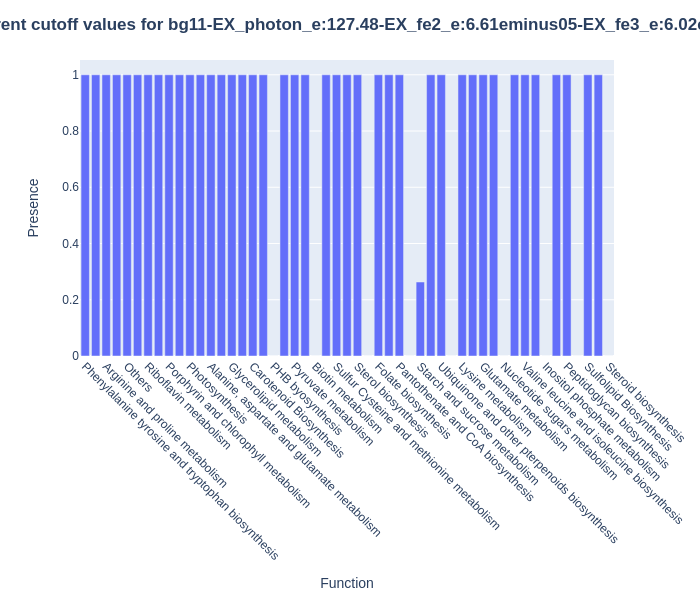 ent cutoff values for bg11-EX_photon_e:127.48-EX_fe2_e:6.61eminus05-EX_fe3_e:6.02
1
0.8
0.6
0.4
0.2
0
Presence
Phenylalanine tyrosine and tryptophan biosynthesis
Arginine and proline metabolism
Others
Riboflavin metabolism
Porphyrin and chlorophyll metabolism
Photosynthesis
Alanine, aspartate and glutamate metabolism
Glycerolipid metabolism
Carotenoid Biosynthesis
PHB byosynthesis
Pyruvate metabolism
Biotin metabolism
Sulfur Cysteine and methionine metabolism
Sterol biosynthesis
Folate biosynthesis
Pantothenate and CoA biosynthesis
Starch and sucrose metabolism
Ubiquinone and other pterpenoids biosynthesis
Lysine metabolism
Glutamate metabolism
Nucleotide sugars metabolism
Valine leucine and isoleucine biosynthesis
Inositol phosphate metabolism
Peptidoglycan biosynthesis
Sulfolipid Biosynthesis
Steroid biosynthesis
Function